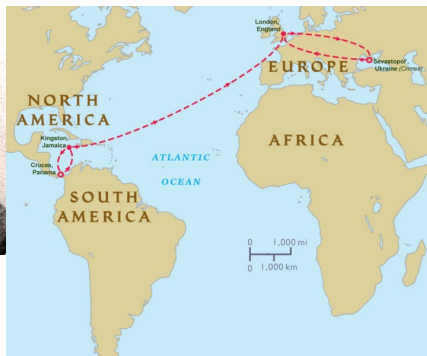 London,
England
Sevastopol',
Ukraine (Crimea)
EUROPE
NORTH
AMERICA
Kingston,
Jamaica
ATLANTIC
OCEAN
AFRICA
Cruces,
Panama
SOUTH
AMERICA
0 1,000 mi
0 1,000 km